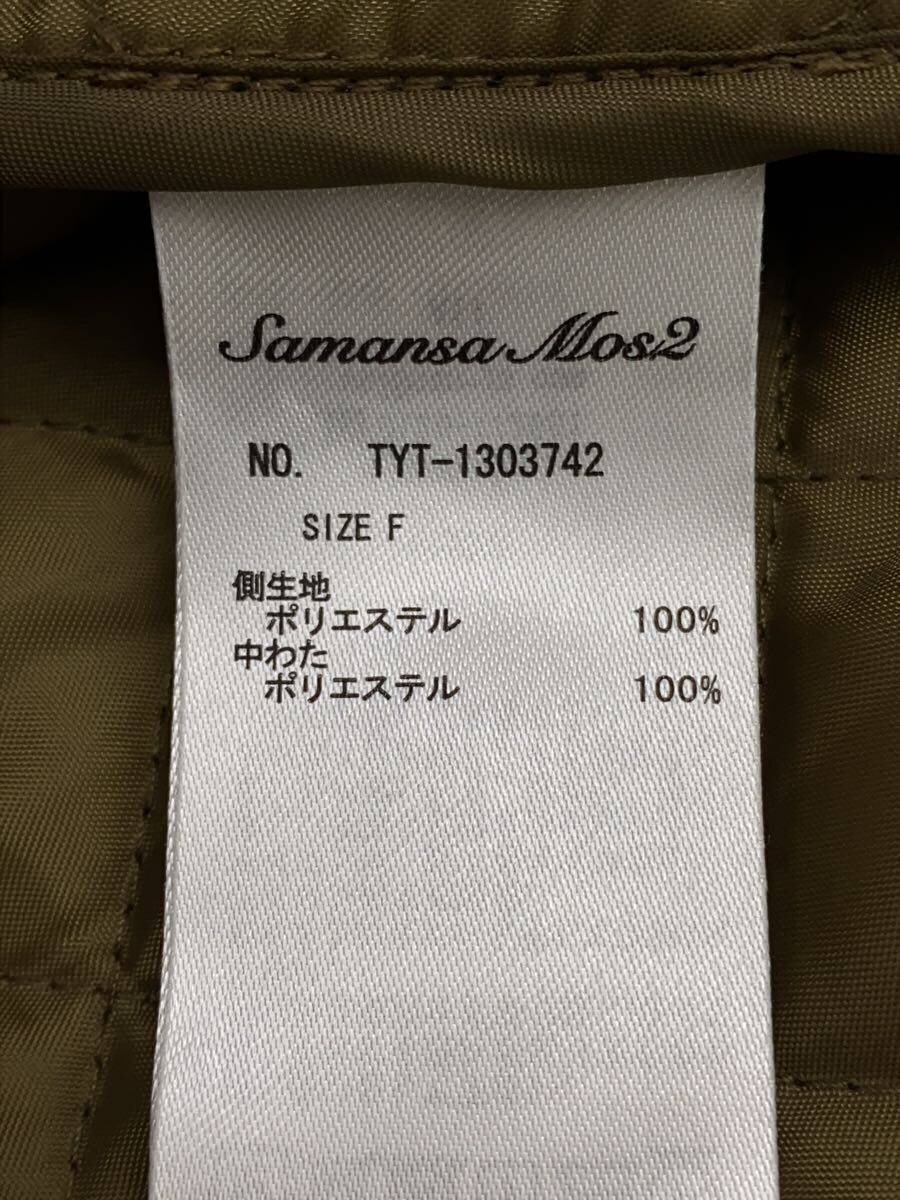 Samansa Mos2
NO. TYT-1303742
SIZE F
側生地
ポリエステル 100%
中わた
ポリエステル 100%